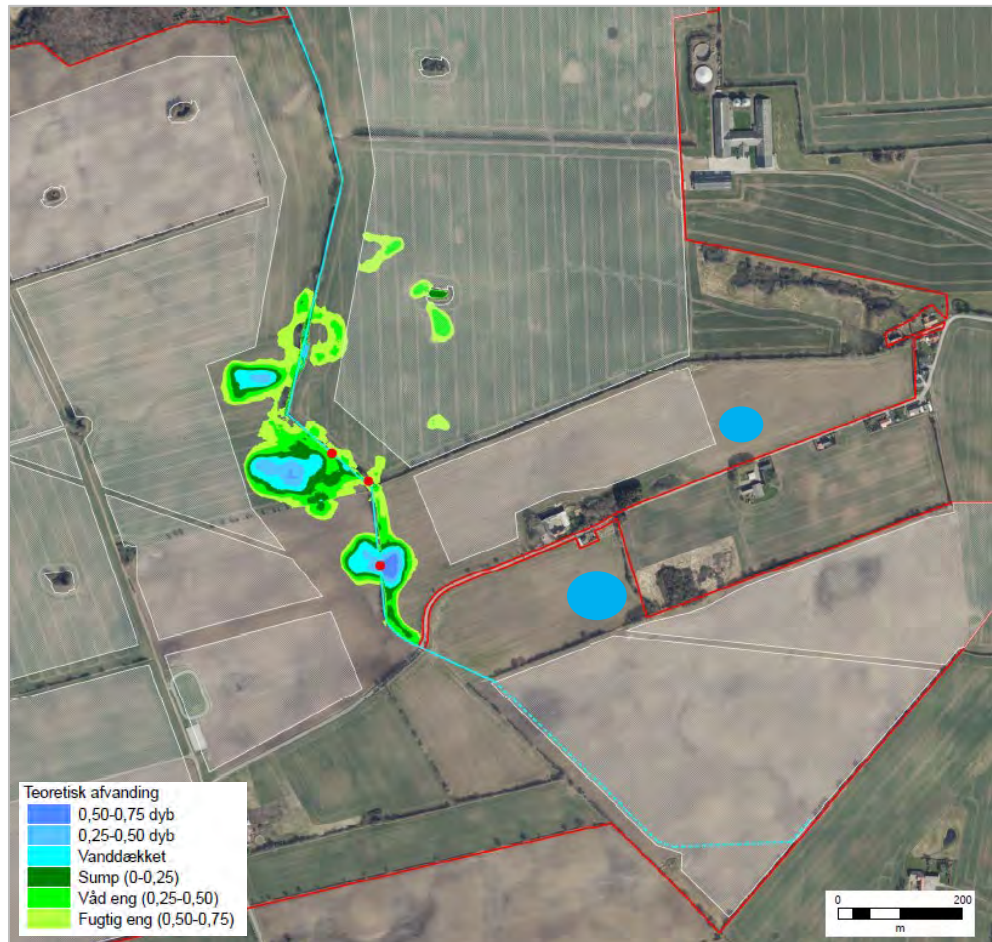 Teoretisk afvanding
0,50-0,75 dyb
0,25-0,50 dyb
Vanddækket
Sump (0-0,25)
Våd eng (0,25-0,50)
Fugtig eng (0,50-0,75)
0 200
m